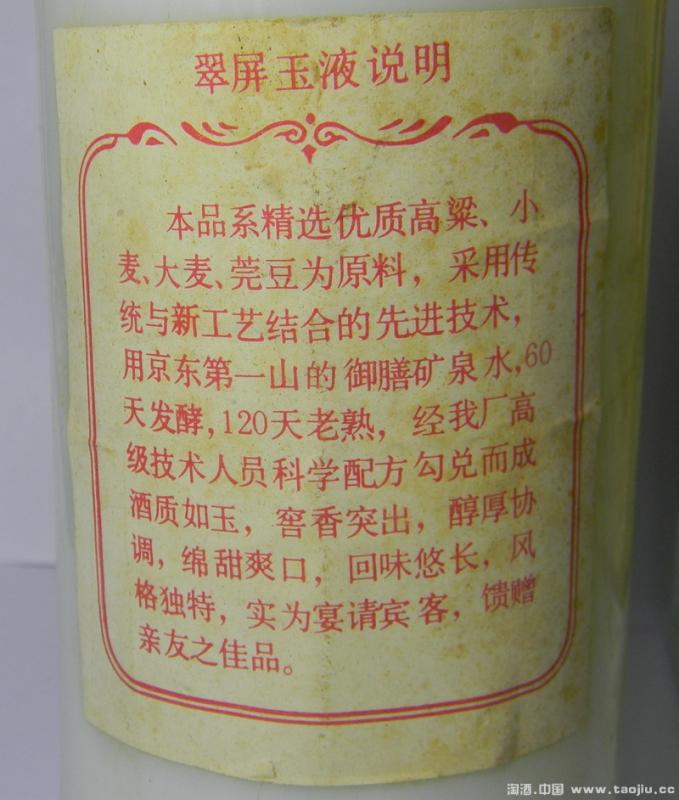 翠屏玉液说明
本品系精选优质高粱、小
麦、大麦、莞豆为原料，采用传
统与新工艺结合的先进技术，
用京东第一山的御膳矿泉水，60
天发酵，120天老熟，经我厂高
级技术人员科学配方勾兑而成
酒质如玉，窖香突出，醇厚协
调，绵甜爽口，回味悠长，风
格独特，实为宴请宾客，馈赠
亲友之佳品。
淘酒.中国 www.taojiu.cc